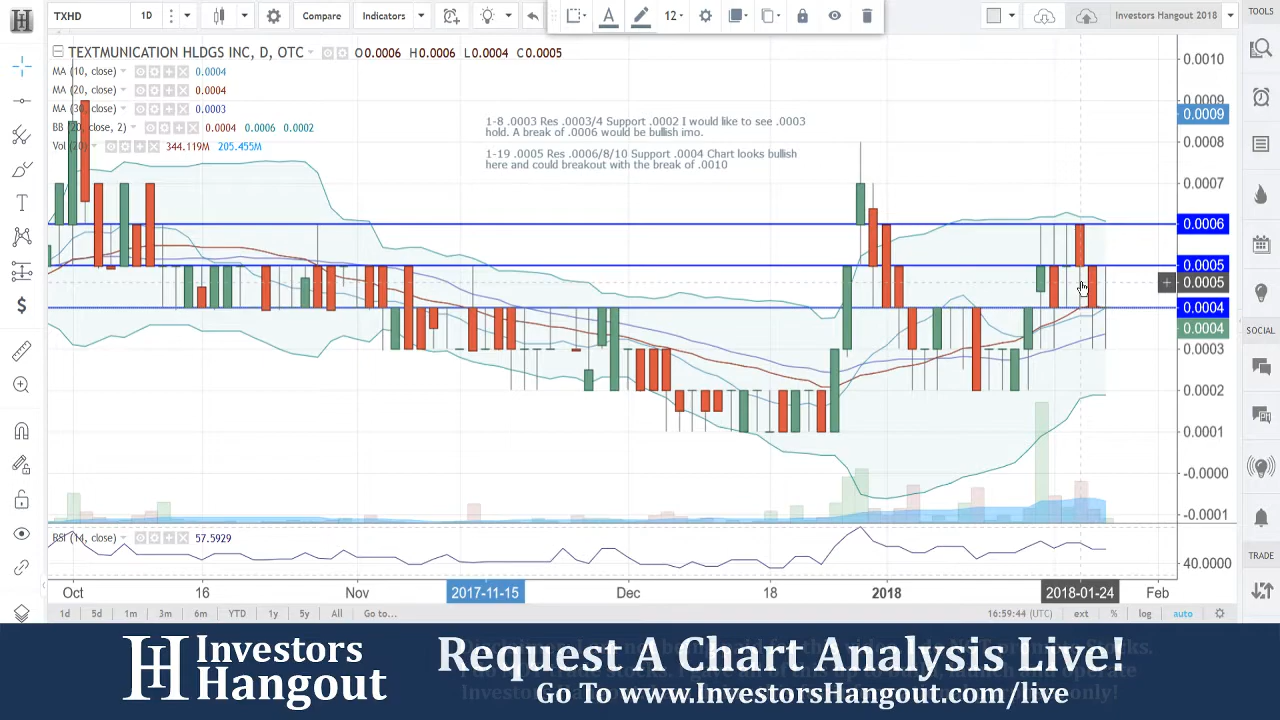 TXHD 1D Compare Indicators 12 Investors Hangout 2018 TOOLS
TEXTMUNICATION HLDGS INC, D, OTC O0.0006 H0.0006 L0.0004 C0.0005
MA (10, close) 0.0004
MA (20, close) 0.0004
MA (30, close) 0.0003
BB (20, close, 2) 0.0004 0.0006 0.0002
Vol (20) 344.119M 205.455M
1-8 .0003 Res .0003/4 Support .0002 I would like to see .0003
hold. A break of .0006 would be bullish imo.
1-19 .0005 Res .0006/8/10 Support .0004 Chart looks bullish
here and could breakout with the break of .0010
0.0010
0.0009
0.0008
0.0007
0.0006
0.0005
0.0005
0.0004
0.0004
0.0003
0.0002
0.0001
-0.0000
-0.0001
SOCIAL
TRADE
RSI (14, close) 57.5929
40.0000
Oct 16 Nov 2017-11-15 Dec 18 2018 2018-01-24 Feb
1d 5d 1m 3m 6m YTD 1y 5y All Go to... 16:59:44 (UTC) ext % log auto
H Investors
Hangout
Request A Chart Analysis Live!
Go To www.InvestorsHangout.com/live